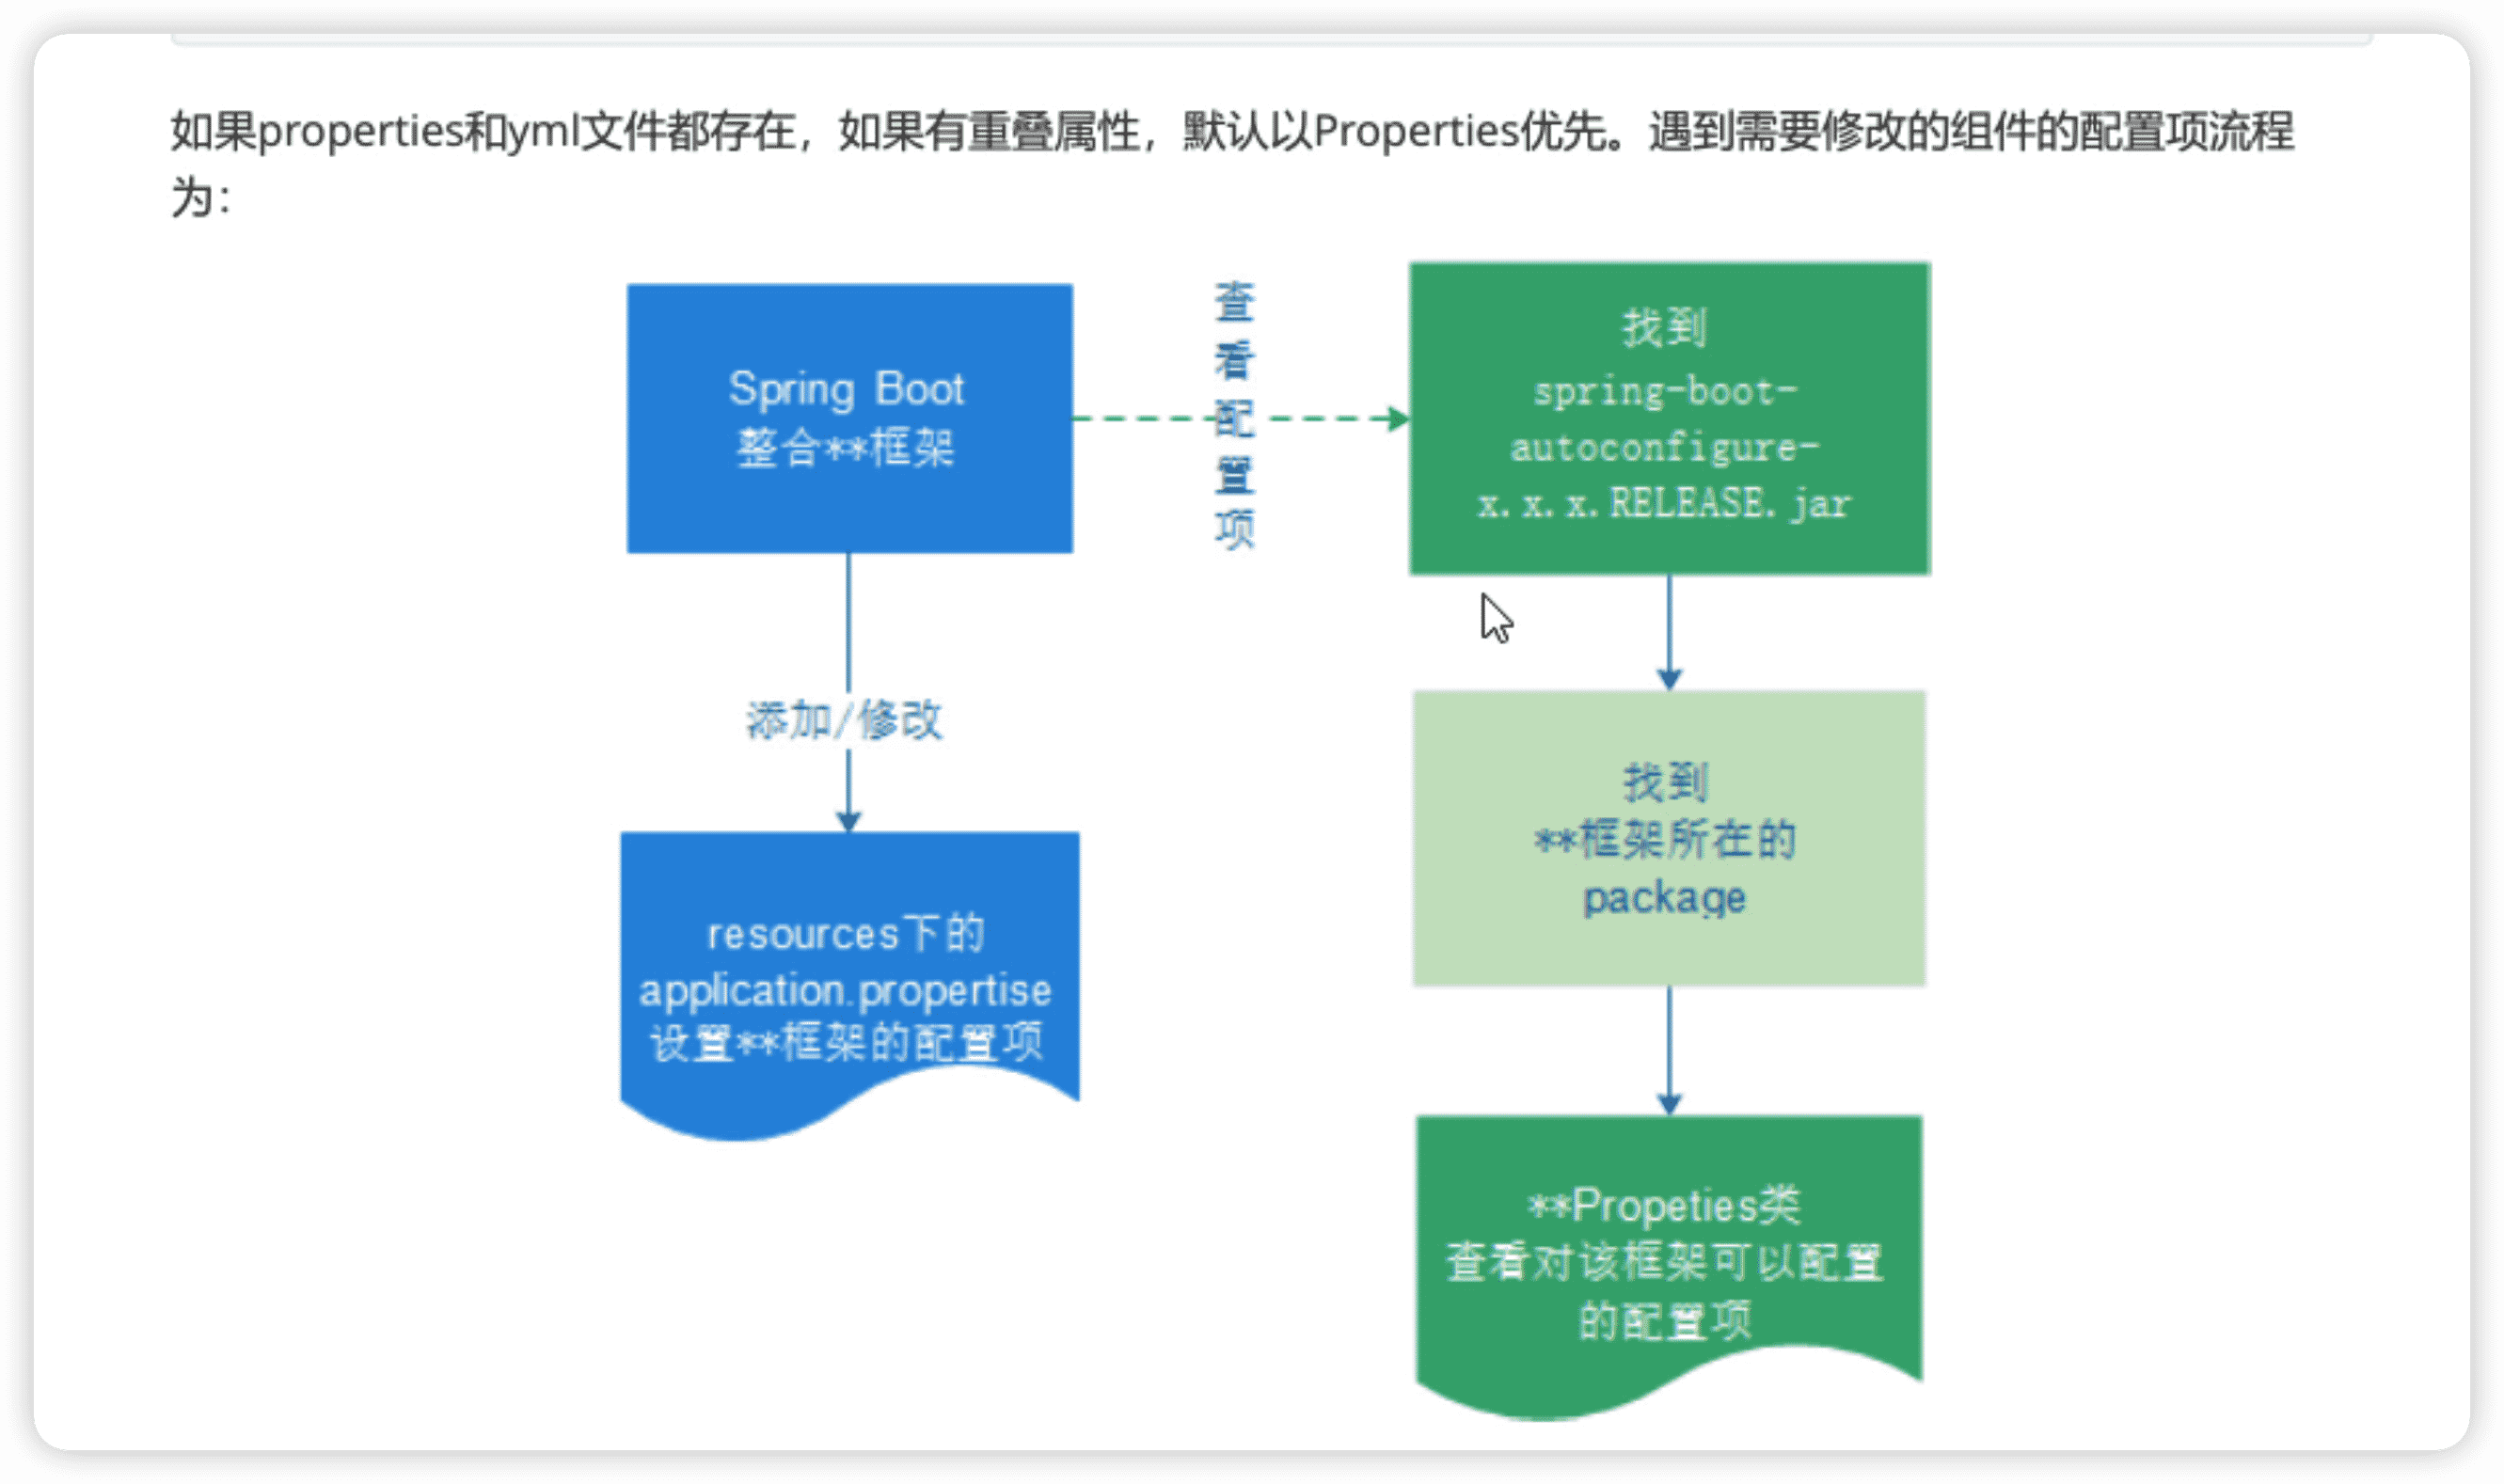 如果properties和yml文件都存在，如果有重叠属性，默认以Properties优先。遇到需要修改的组件的配置项流程
为：
Spring Boot
整合**框架
查
看
配
置
项
找到
spring-boot-
autoconfigure-
x.x.x.RELEASE.jar
添加/修改
找到
**框架所在的
package
resources下的
application.propertise
设置**框架的配置项
**Propeties类
查看对该框架可以配置
的配置项